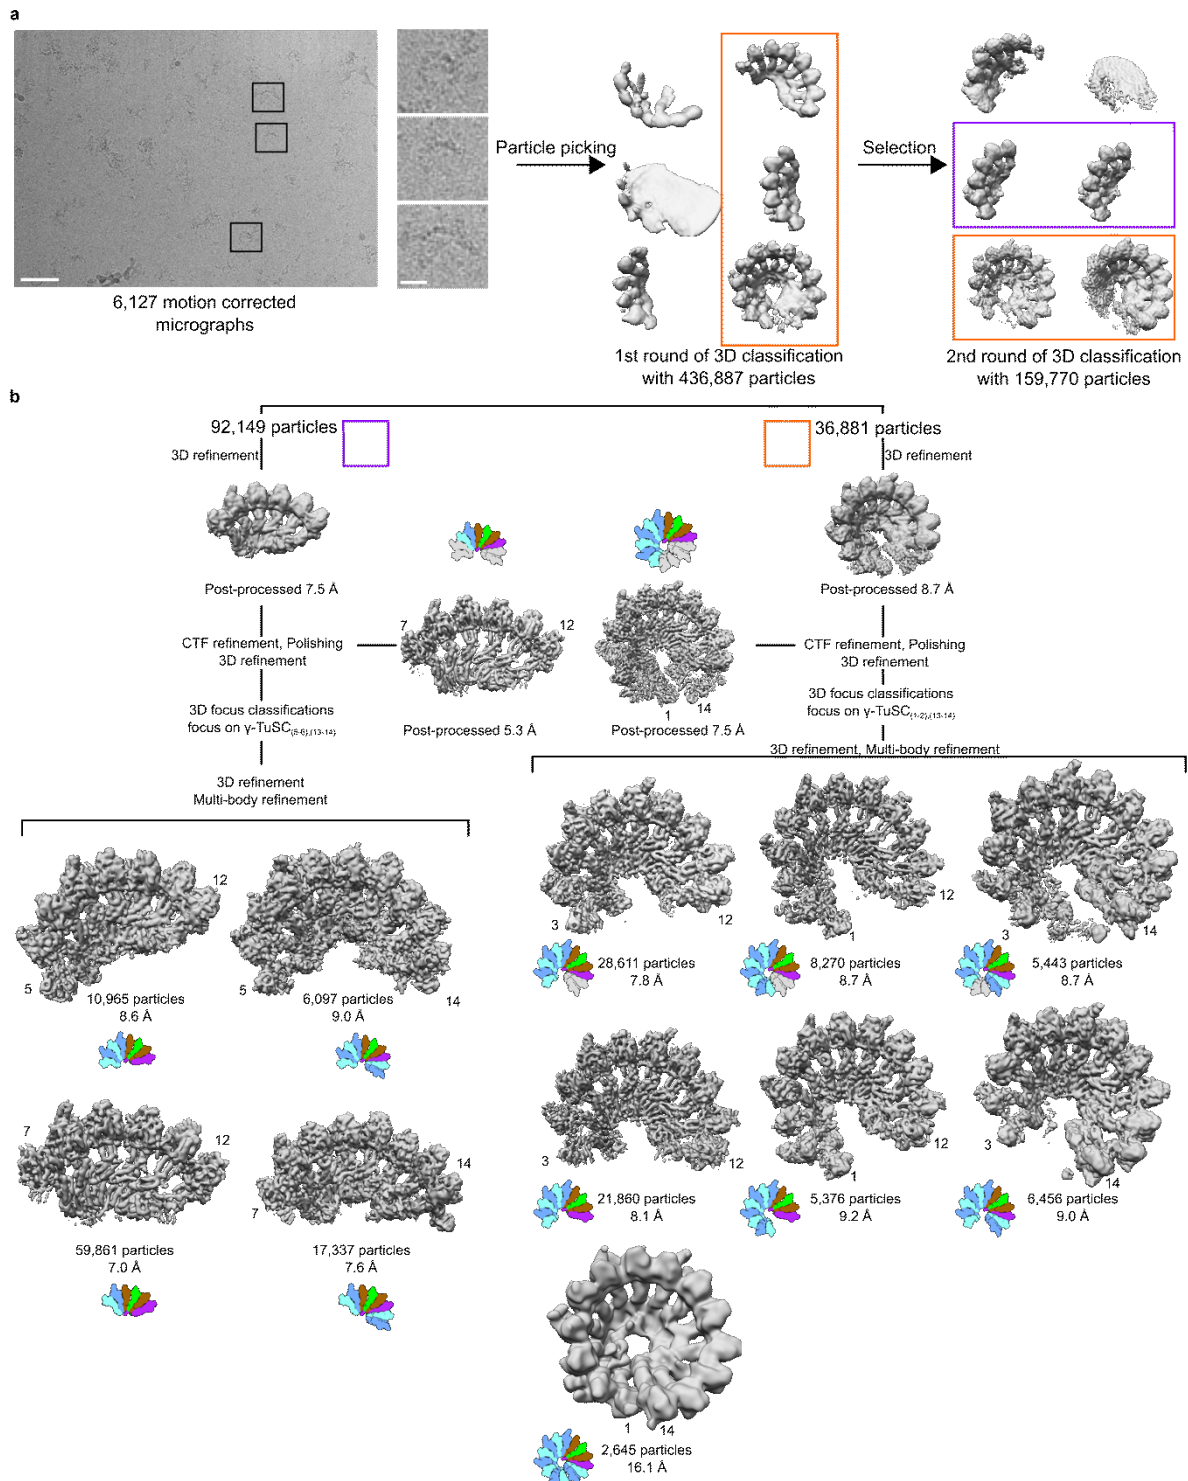 a
Particle picking
Selection
6,127 motion corrected
micrographs
1st round of 3D classification
with 436,887 particles
2nd round of 3D classification
with 159,770 particles
b
92,149 particles
36,881 particles
3D refinement
3D refinement
Post-processed 7.5 Å
Post-processed 8.7 Å
7
12
CTF refinement, Polishing
3D refinement
CTF refinement, Polishing
3D refinement
1
14
Post-processed 5.3 Å
Post-processed 7.5 Å
3D focus classifications
focus on γ-TuSC(5-6),(13-14)
3D focus classifications
focus on γ-TuSC(1-2),(13-14)
3D refinement
Multi-body refinement
3D refinement, Multi-body refinement
12
5
14
10,965 particles
8.6 Å
6,097 particles
9.0 Å
3
12
1
12
3
14
28,611 particles
7.8 Å
8,270 particles
8.7 Å
5,443 particles
8.7 Å
7
12
7
14
59,861 particles
7.0 Å
17,337 particles
7.6 Å
3
12
1
12
3
14
21,860 particles
8.1 Å
5,376 particles
9.2 Å
6,456 particles
9.0 Å
1
14
2,645 particles
16.1 Å